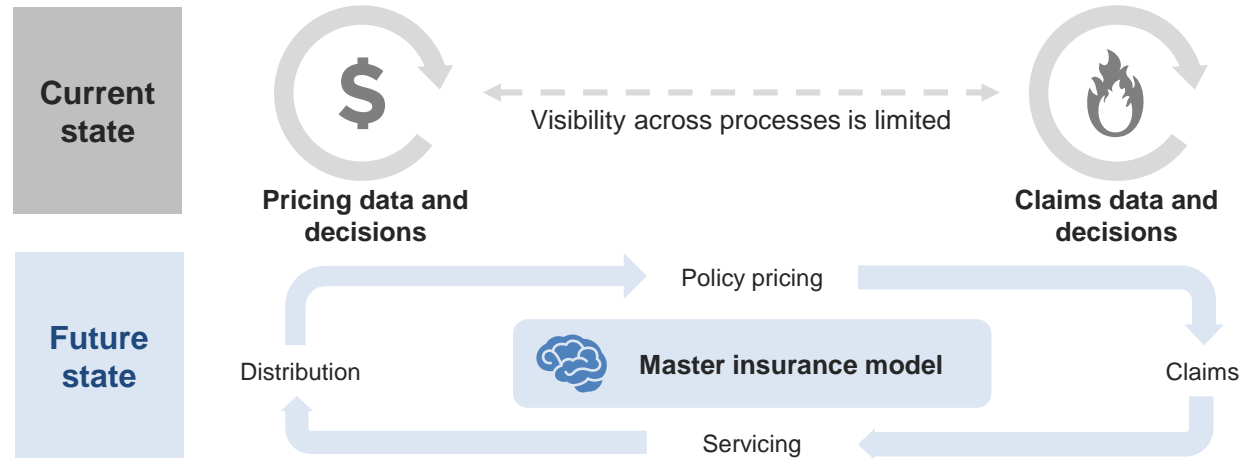 Current
state
$
Visibility across processes is limited
Pricing data and
decisions
Claims data and
decisions
Future
state
Policy pricing
Distribution
Master insurance model
Claims
Servicing